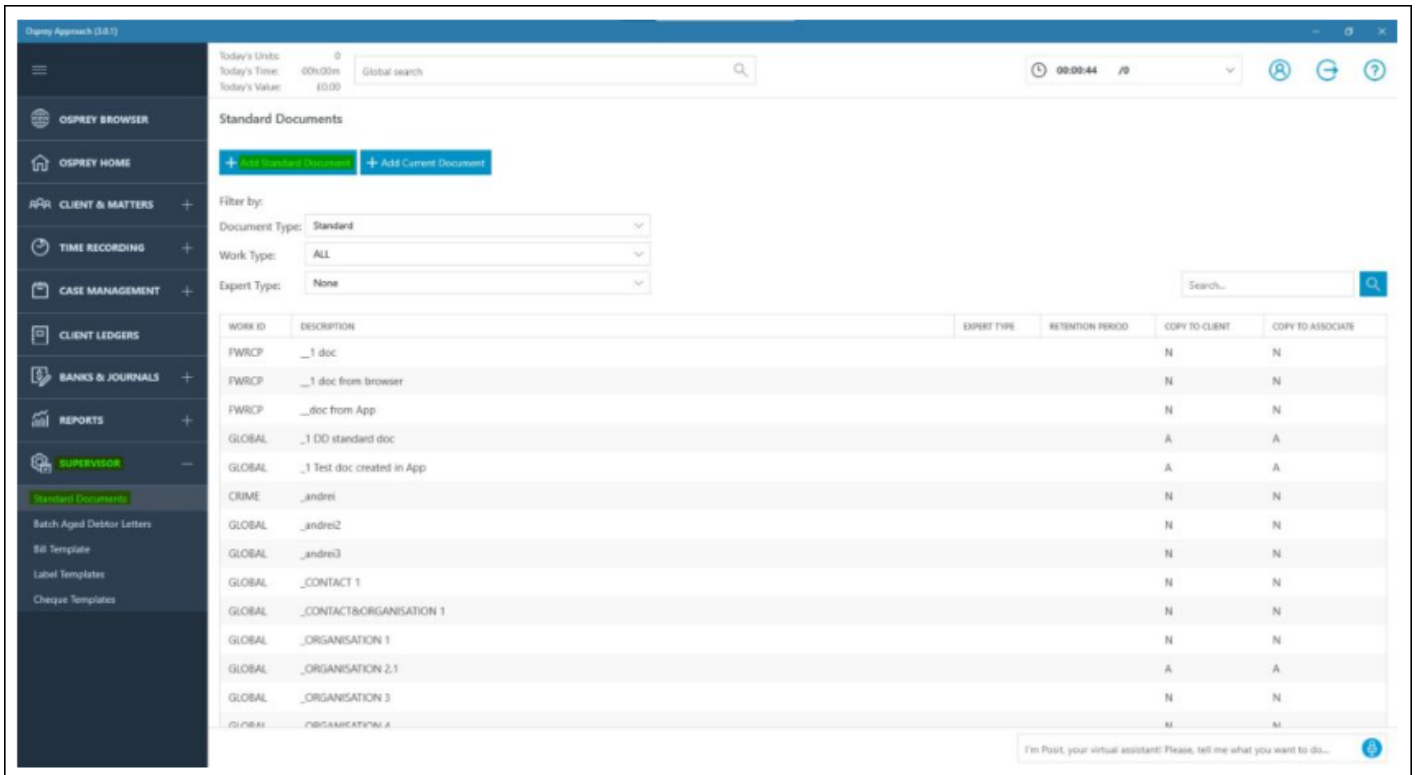 Osprey Approach (3.0.1)
Today's Units: 0
Today's Time: 00h:00m
Today's Value: £0.00
Global search
00:00:44 /0
OSPREY BROWSER
OSPREY HOME
CLIENT & MATTERS
TIME RECORDING
CASE MANAGEMENT
CLIENT LEDGERS
BANKS & JOURNALS
REPORTS
SUPERVISOR
Standard Documents
Batch Aged Debtor Letters
Bill Template
Label Templates
Cheque Templates
Standard Documents
+ Add Standard Document + Add Current Document
Filter by:
Document Type: Standard
Work Type: ALL
Expert Type: None
Search...
WORK ID DESCRIPTION EXPERT TYPE RETENTION PERIOD COPY TO CLIENT COPY TO ASSOCIATE
FWRCP __1 doc N N
FWRCP __1 doc from browser N N
FWRCP __doc from App N N
GLOBAL _1 DD standard doc A A
GLOBAL _1 Test doc created in App A A
CRIME _andrei N N
GLOBAL _andrei2 N N
GLOBAL _andrei3 N N
GLOBAL _CONTACT 1 N N
GLOBAL _CONTACT&ORGANISATION 1 N N
GLOBAL _ORGANISATION 1 N N
GLOBAL _ORGANISATION 2.1 A A
GLOBAL _ORGANISATION 3 N N
GLOBAL _ORGANISATION 4 N N
I'm Posit, your virtual assistant! Please, tell me what you want to do...